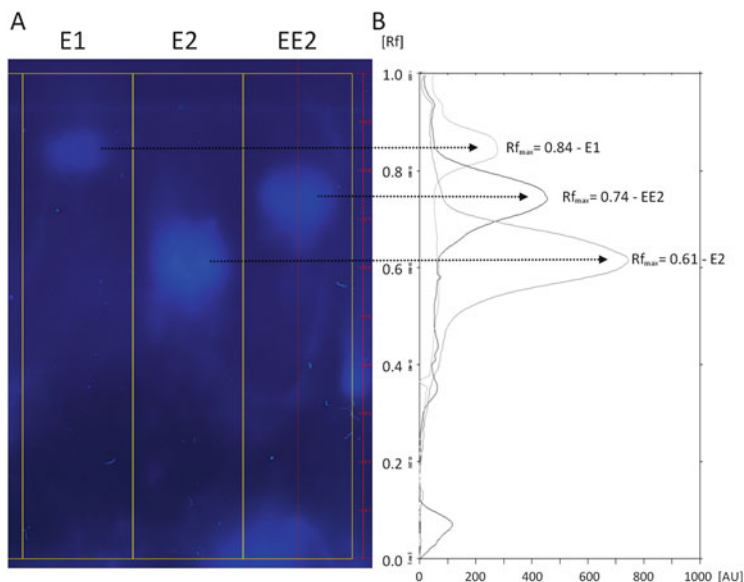 A
B
E1 E2 EE2
[Rf]
1.0
Rfmax= 0.84 - E1
0.8
Rfmax= 0.74 - EE2
0.6
Rfmax= 0.61 - E2
0.4
0.2
0.0
0 200 400 600 800 1000 [AU]